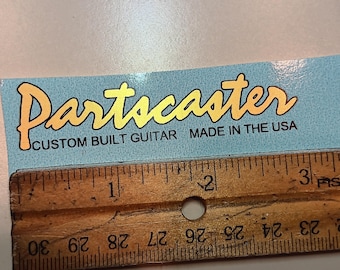 Partscaster
CUSTOM BUILT GUITAR MADE IN THE USA
1 2 3
30 29 28 27 26 25 24 23